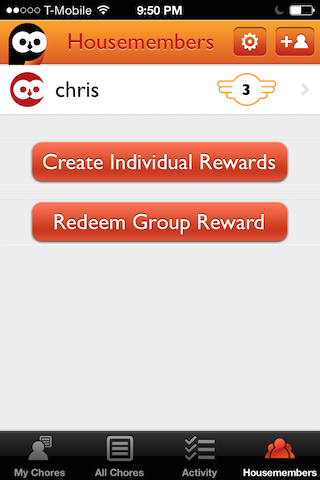 T-Mobile 9:50 PM
Housemembers
chris 3
Create Individual Rewards
Redeem Group Reward
My Chores All Chores Activity Housemembers